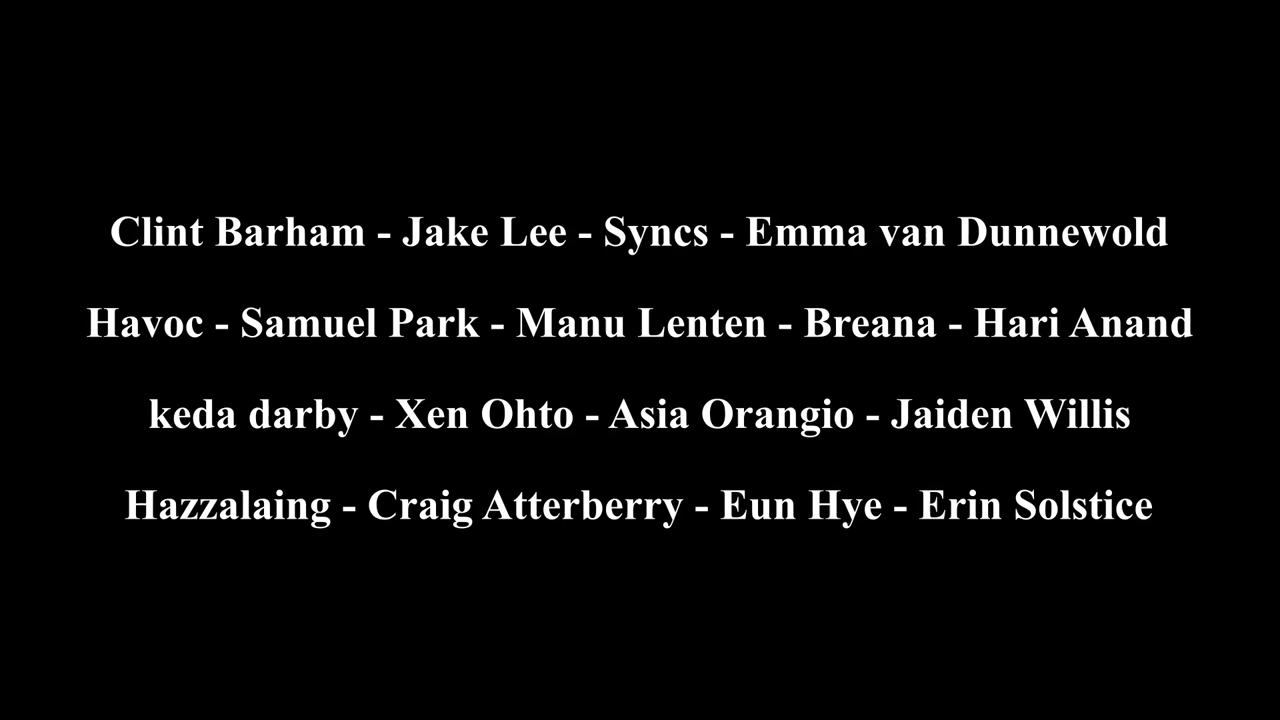 Clint Barham - Jake Lee - Syncs - Emma van Dunnewold
Havoc - Samuel Park - Manu Lenten - Breana - Hari Anand
keda darby - Xen Ohto - Asia Orangio - Jaiden Willis
Hazzalaing - Craig Atterberry - Eun Hye - Erin Solstice